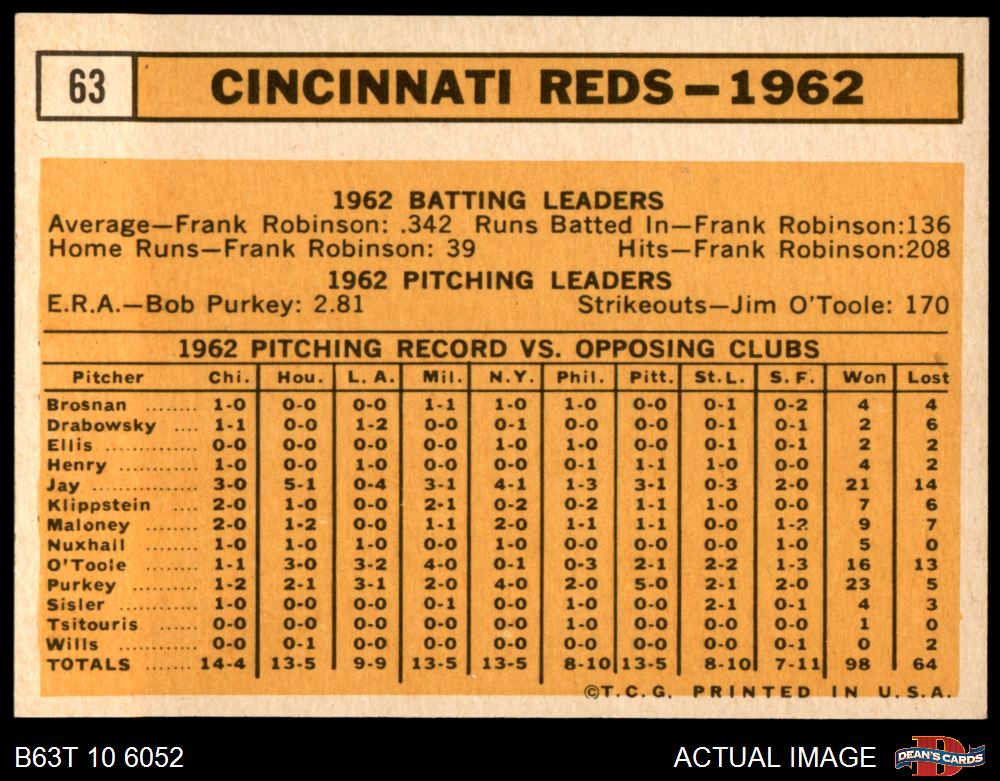 63 CINCINNATI REDS — 1962
1962 BATTING LEADERS
Average—Frank Robinson: .342 Runs Batted In—Frank Robinson:136
Home Runs—Frank Robinson: 39 Hits—Frank Robinson:208
1962 PITCHING LEADERS
E.R.A.—Bob Purkey: 2.81 Strikeouts—Jim O'Toole: 170
1962 PITCHING RECORD VS. OPPOSING CLUBS
Pitcher Chi. Hou. L. A. Mil. N.Y. Phil. Pitt. St.L. S. F. Won Lost
Brosnan ........ 1-0 0-0 0-0 1-1 1-0 1-0 0-0 0-1 0-2 4 4
Drabowsky .... 1-1 0-0 1-2 0-0 0-1 0-0 0-0 0-1 0-1 2 6
Ellis .............. 0-0 0-0 0-0 0-0 1-0 1-0 0-0 0-1 0-1 2 2
Henry ............ 1-0 0-0 1-0 0-0 0-0 0-1 1-1 1-0 0-0 4 2
Jay ................ 3-0 5-1 0-4 3-1 4-1 1-3 3-1 0-3 2-0 21 14
Klippstein ...... 2-0 1-0 0-0 2-1 0-2 0-2 1-1 1-0 0-0 7 6
Maloney ........ 2-0 1-2 0-0 1-1 2-0 1-1 1-1 0-0 1-2 9 7
Nuxhall ......... 1-0 1-0 1-0 0-0 1-0 0-0 0-0 0-0 1-0 5 0
O'Toole .......... 1-1 3-0 3-2 4-0 0-1 0-3 2-1 2-2 1-3 16 13
Purkey ........... 1-2 2-1 3-1 2-0 4-0 2-0 5-0 2-1 2-0 23 5
Sisler ............ 1-0 0-0 0-0 0-1 0-0 1-0 0-0 2-1 0-1 4 3
Tsitouris ....... 0-0 0-0 0-0 0-0 0-0 1-0 0-0 0-0 0-0 1 0
Wills .............. 0-0 0-1 0-0 0-0 0-0 0-0 0-0 0-0 0-1 0 2
TOTALS ........ 14-4 13-5 9-9 13-5 13-5 8-10 13-5 8-10 7-11 98 64
©T.C.G. PRINTED IN U.S.A.
B63T 10 6052 ACTUAL IMAGE DEAN'S CARDS